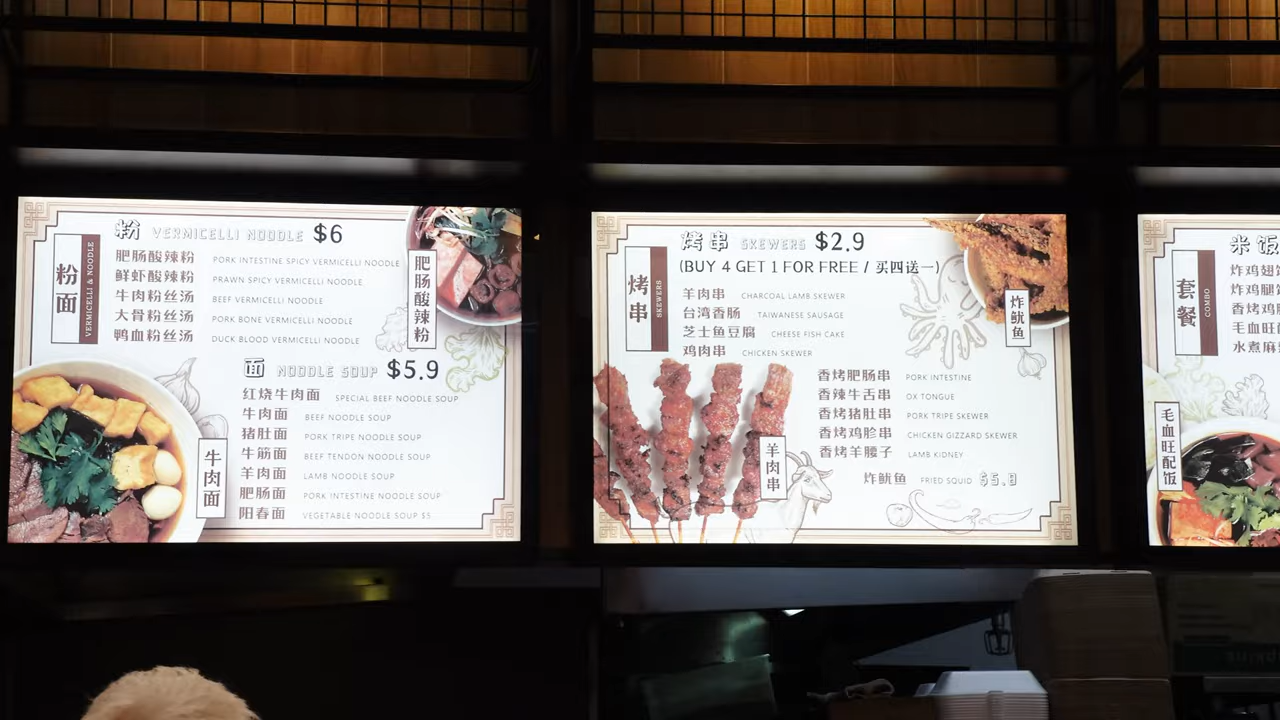 粉 VERMICELLI NOODLE $6
粉面 VERMICELLI & NOODLE
肥肠酸辣粉 PORK INTESTINE SPICY VERMICELLI NOODLE
鲜虾酸辣粉 PRAWN SPICY VERMICELLI NOODLE
牛肉粉丝汤 BEEF VERMICELLI NOODLE
大骨粉丝汤 PORK BONE VERMICELLI NOODLE
鸭血粉丝汤 DUCK BLOOD VERMICELLI NOODLE
肥肠酸辣粉
面 NOODLE SOUP $5.9
红烧牛肉面 SPECIAL BEEF NOODLE SOUP
牛肉面 BEEF NOODLE SOUP
猪肚面 PORK TRIPE NOODLE SOUP
牛筋面 BEEF TENDON NOODLE SOUP
羊肉面 LAMB NOODLE SOUP
肥肠面 PORK INTESTINE NOODLE SOUP
阳春面 VEGETABLE NOODLE SOUP $5
牛肉面
烤串 SKEWERS $2.9
(BUY 4 GET 1 FOR FREE / 买四送一)
烤串 SKEWERS
羊肉串 CHARCOAL LAMB SKEWER
台湾香肠 TAIWANESE SAUSAGE
芝士鱼豆腐 CHEESE FISH CAKE
鸡肉串 CHICKEN SKEWER
炸鱿鱼
香烤肥肠串 PORK INTESTINE
香辣牛舌串 OX TONGUE
香烤猪肚串 PORK TRIPE SKEWER
香烤鸡胗串 CHICKEN GIZZARD SKEWER
香烤羊腰子 LAMB KIDNEY
炸鱿鱼 FRIED SQUID $5.8
羊肉串
米饭
套餐 COMBO
炸鸡翅
炸鸡腿
香烤鸡
毛血旺
水煮麻
毛血旺配饭